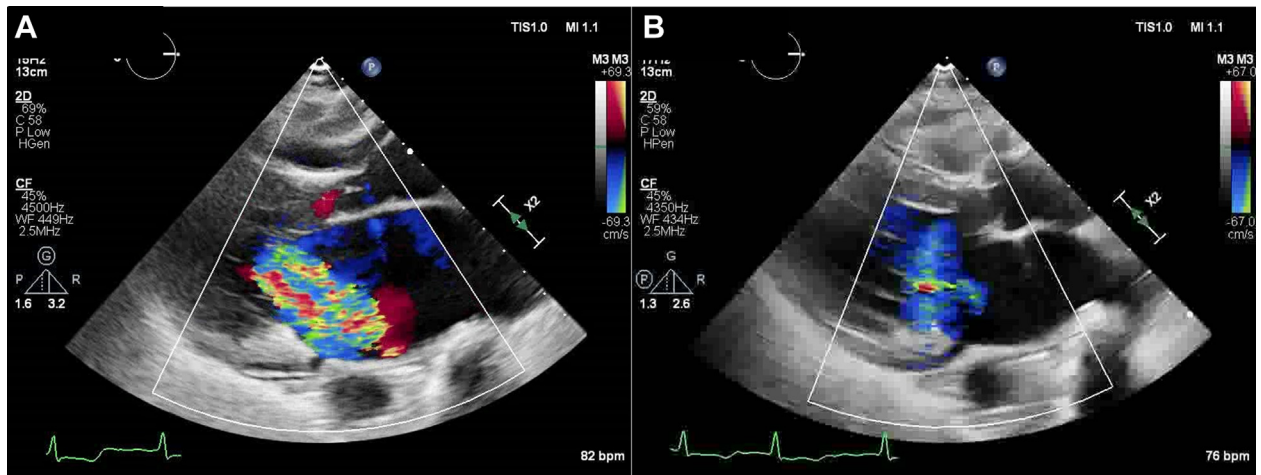 A
TIS1.0 MI 1.1
15Hz
13cm
2D
69%
C 58
P Low
HGen
CF
45%
4500Hz
WF 449Hz
2.5MHz
G
P R
1.6 3.2
P
M3 M3
+69.3
-69.3
cm/s
X2
82 bpm
B
TIS1.0 MI 1.1
13cm
2D
59%
C 58
P Low
HPen
CF
45%
4350Hz
WF 434Hz
2.5MHz
G
P R
1.3 2.6
P
M3 M3
+67.0
-67.0
cm/s
X2
76 bpm